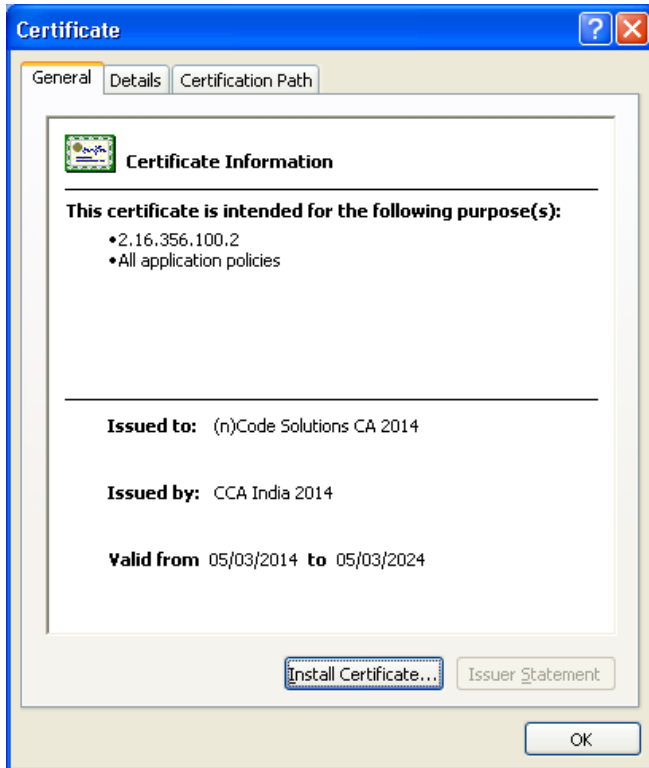 Certificate
General Details Certification Path
Certificate Information
This certificate is intended for the following purpose(s):
•2.16.356.100.2
•All application policies
Issued to: (n)Code Solutions CA 2014
Issued by: CCA India 2014
Valid from 05/03/2014 to 05/03/2024
Install Certificate... Issuer Statement
OK